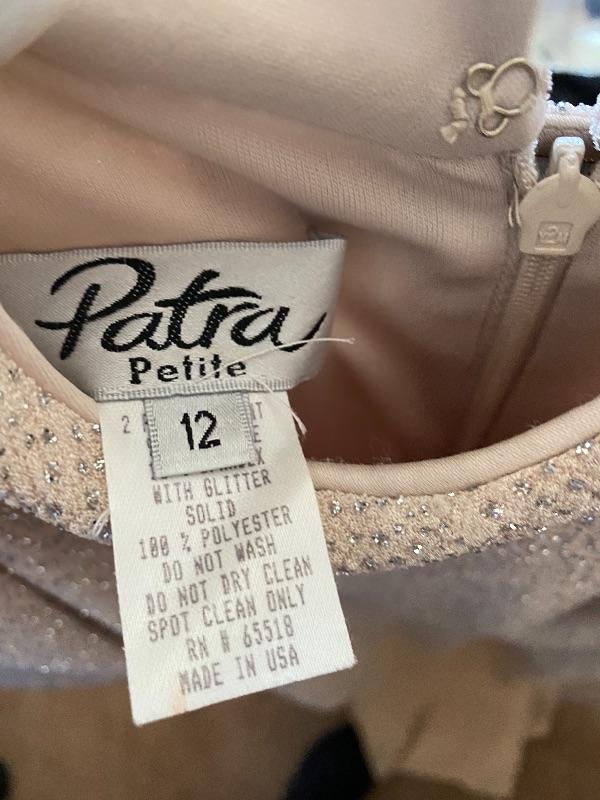 Patra
Petite
12
2
WITH GLITTER
SOLID
100 % POLYESTER
DO NOT WASH
DO NOT DRY CLEAN
SPOT CLEAN ONLY
RN # 65518
MADE IN USA